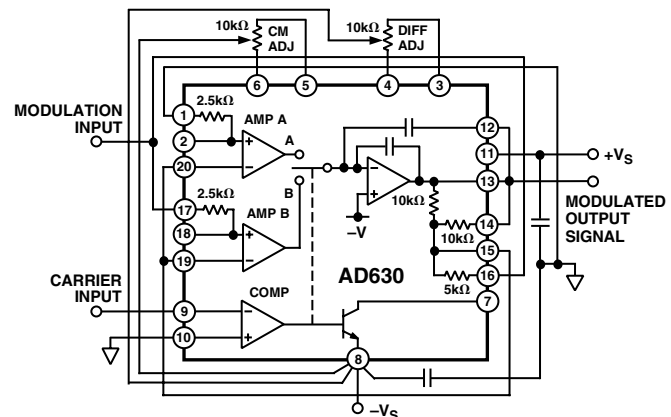 10kΩ
CM
ADJ
10kΩ
DIFF
ADJ
6
5
4
3
MODULATION
INPUT
1
2.5kΩ
AMP A
2
20
A
B
12
11
+VS
13
MODULATED
OUTPUT
SIGNAL
17
2.5kΩ
AMP B
18
19
–V
10kΩ
10kΩ
14
15
5kΩ
16
AD630
CARRIER
INPUT
9
COMP
10
7
8
–VS
+
–
+
–
–
+
–
+